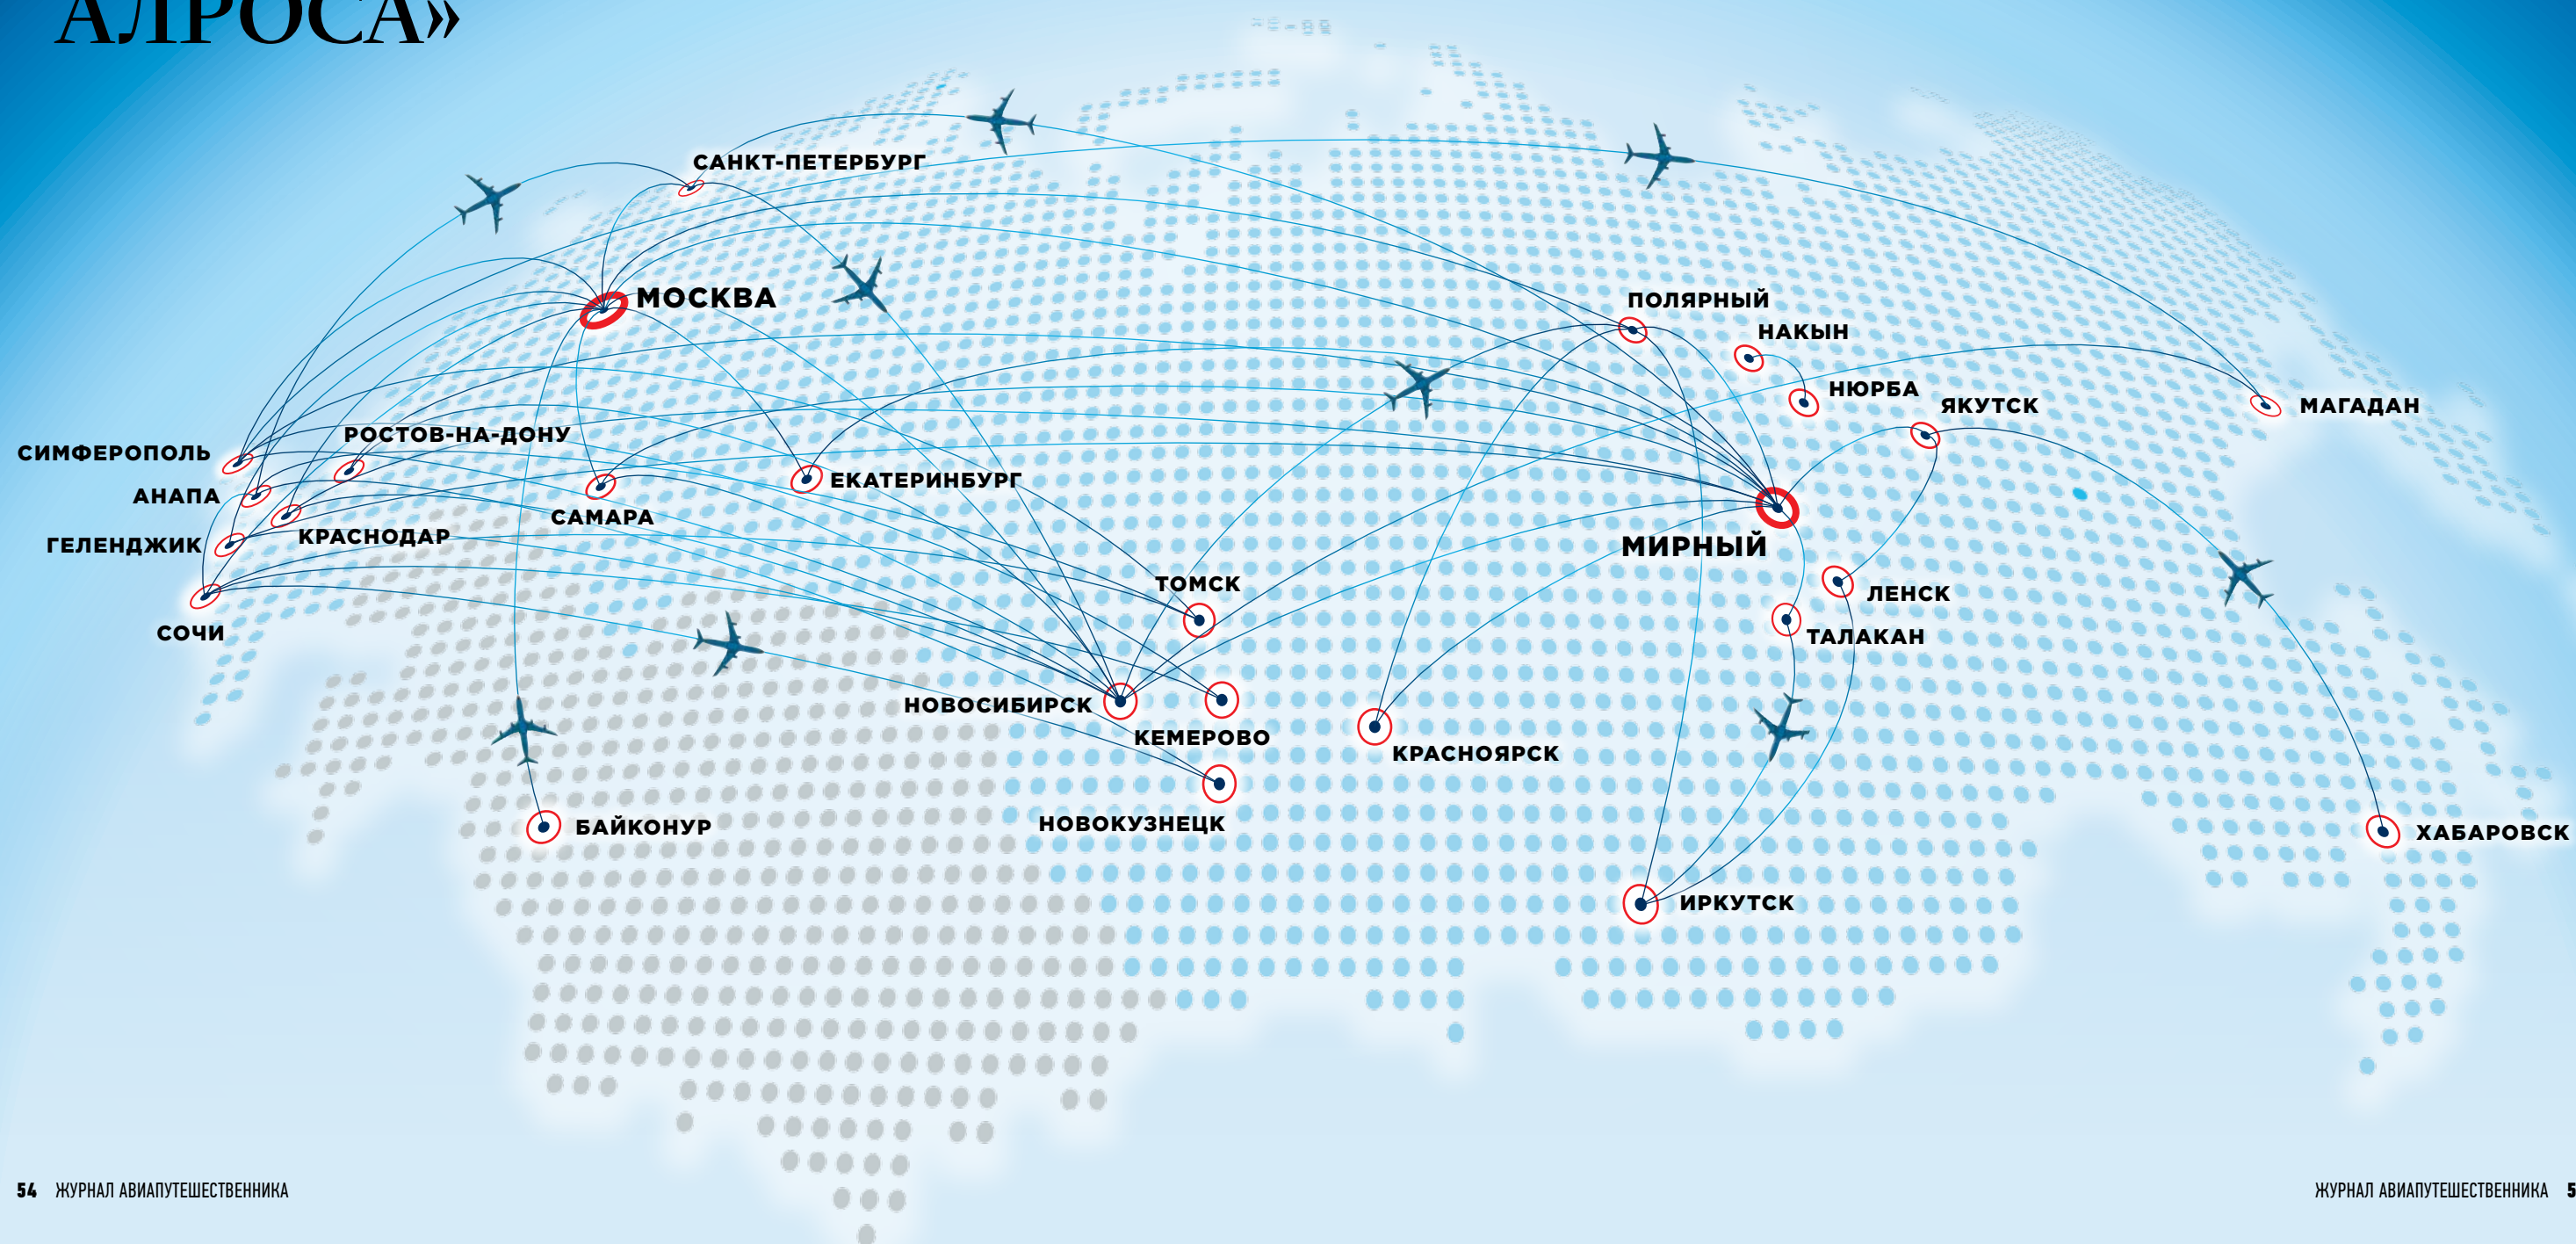 АЛРОСА»
САНКТ-ПЕТЕРБУРГ
МОСКВА
ПОЛЯРНЫЙ
НАКЫН
НЮРБА
ЯКУТСК
МАГАДАН
РОСТОВ-НА-ДОНУ
СИМФЕРОПОЛЬ
АНАПА
ЕКАТЕРИНБУРГ
САМАРА
КРАСНОДАР
ГЕЛЕНДЖИК
МИРНЫЙ
ТОМСК
ЛЕНСК
СОЧИ
ТАЛАКАН
НОВОСИБИРСК
КЕМЕРОВО
КРАСНОЯРСК
НОВОКУЗНЕЦК
БАЙКОНУР
ХАБАРОВСК
ИРКУТСК
54 ЖУРНАЛ АВИАПУТЕШЕСТВЕННИКА
ЖУРНАЛ АВИАПУТЕШЕСТВЕННИКА 5